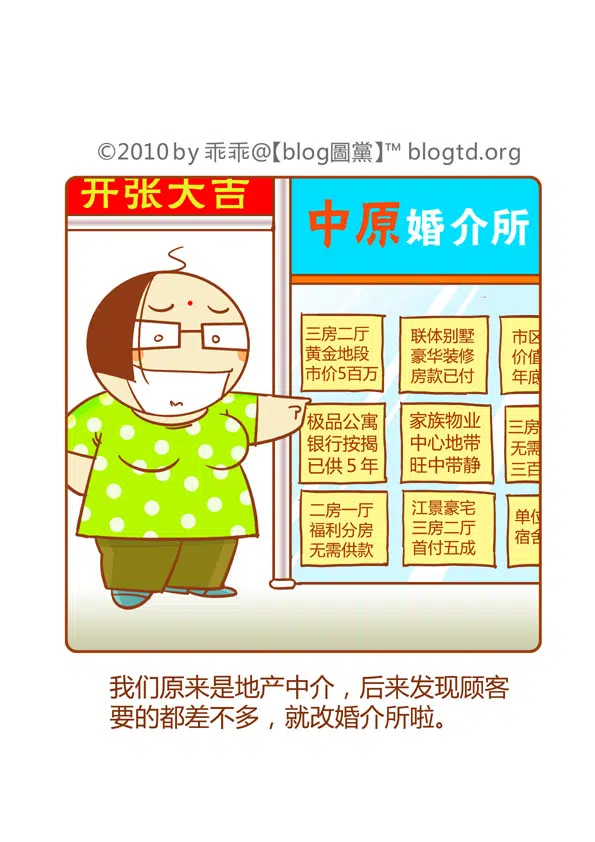 ©2010 by 乖乖@【blog圖黨】™ blogtd.org
开张大吉
中原婚介所
三房二厅
黄金地段
市价5百万
联体别墅
豪华装修
房款已付
市区
价值
年底
极品公寓
银行按揭
已供5年
家族物业
中心地带
旺中带静
三房
无需
三百
二房一厅
福利分房
无需供款
江景豪宅
三房二厅
首付五成
单位
宿舍
我们原来是地产中介，后来发现顾客
要的都差不多，就改婚介所啦。